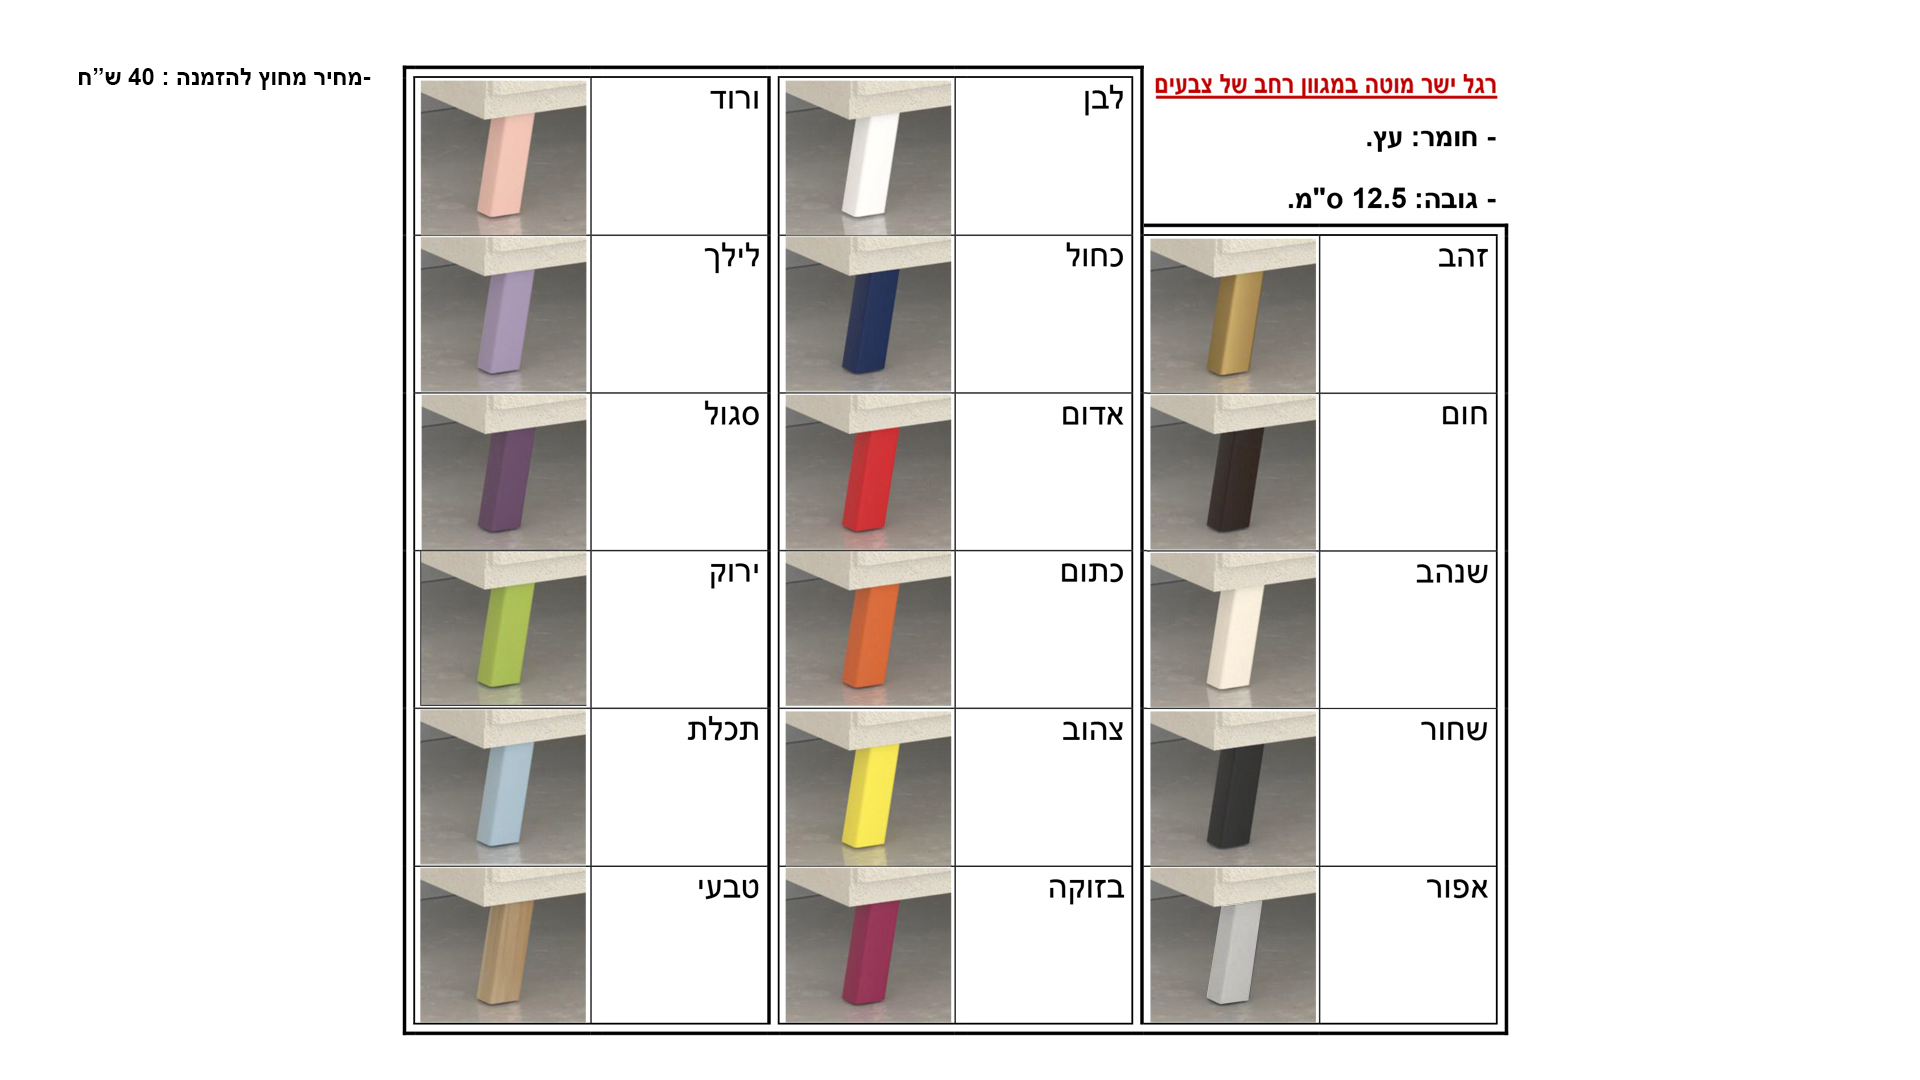 רגל ישר מוטה במגוון רחב של צבעים
- חומר: עץ.
- גובה: 12.5 ס"מ.
זהב
חום
שנהב
שחור
אפור
לבן
כחול
אדום
כתום
צהוב
בזוקה
ורוד
לילך
סגול
ירוק
תכלת
טבעי
-מחיר מחוץ להזמנה : 40 ש”ח